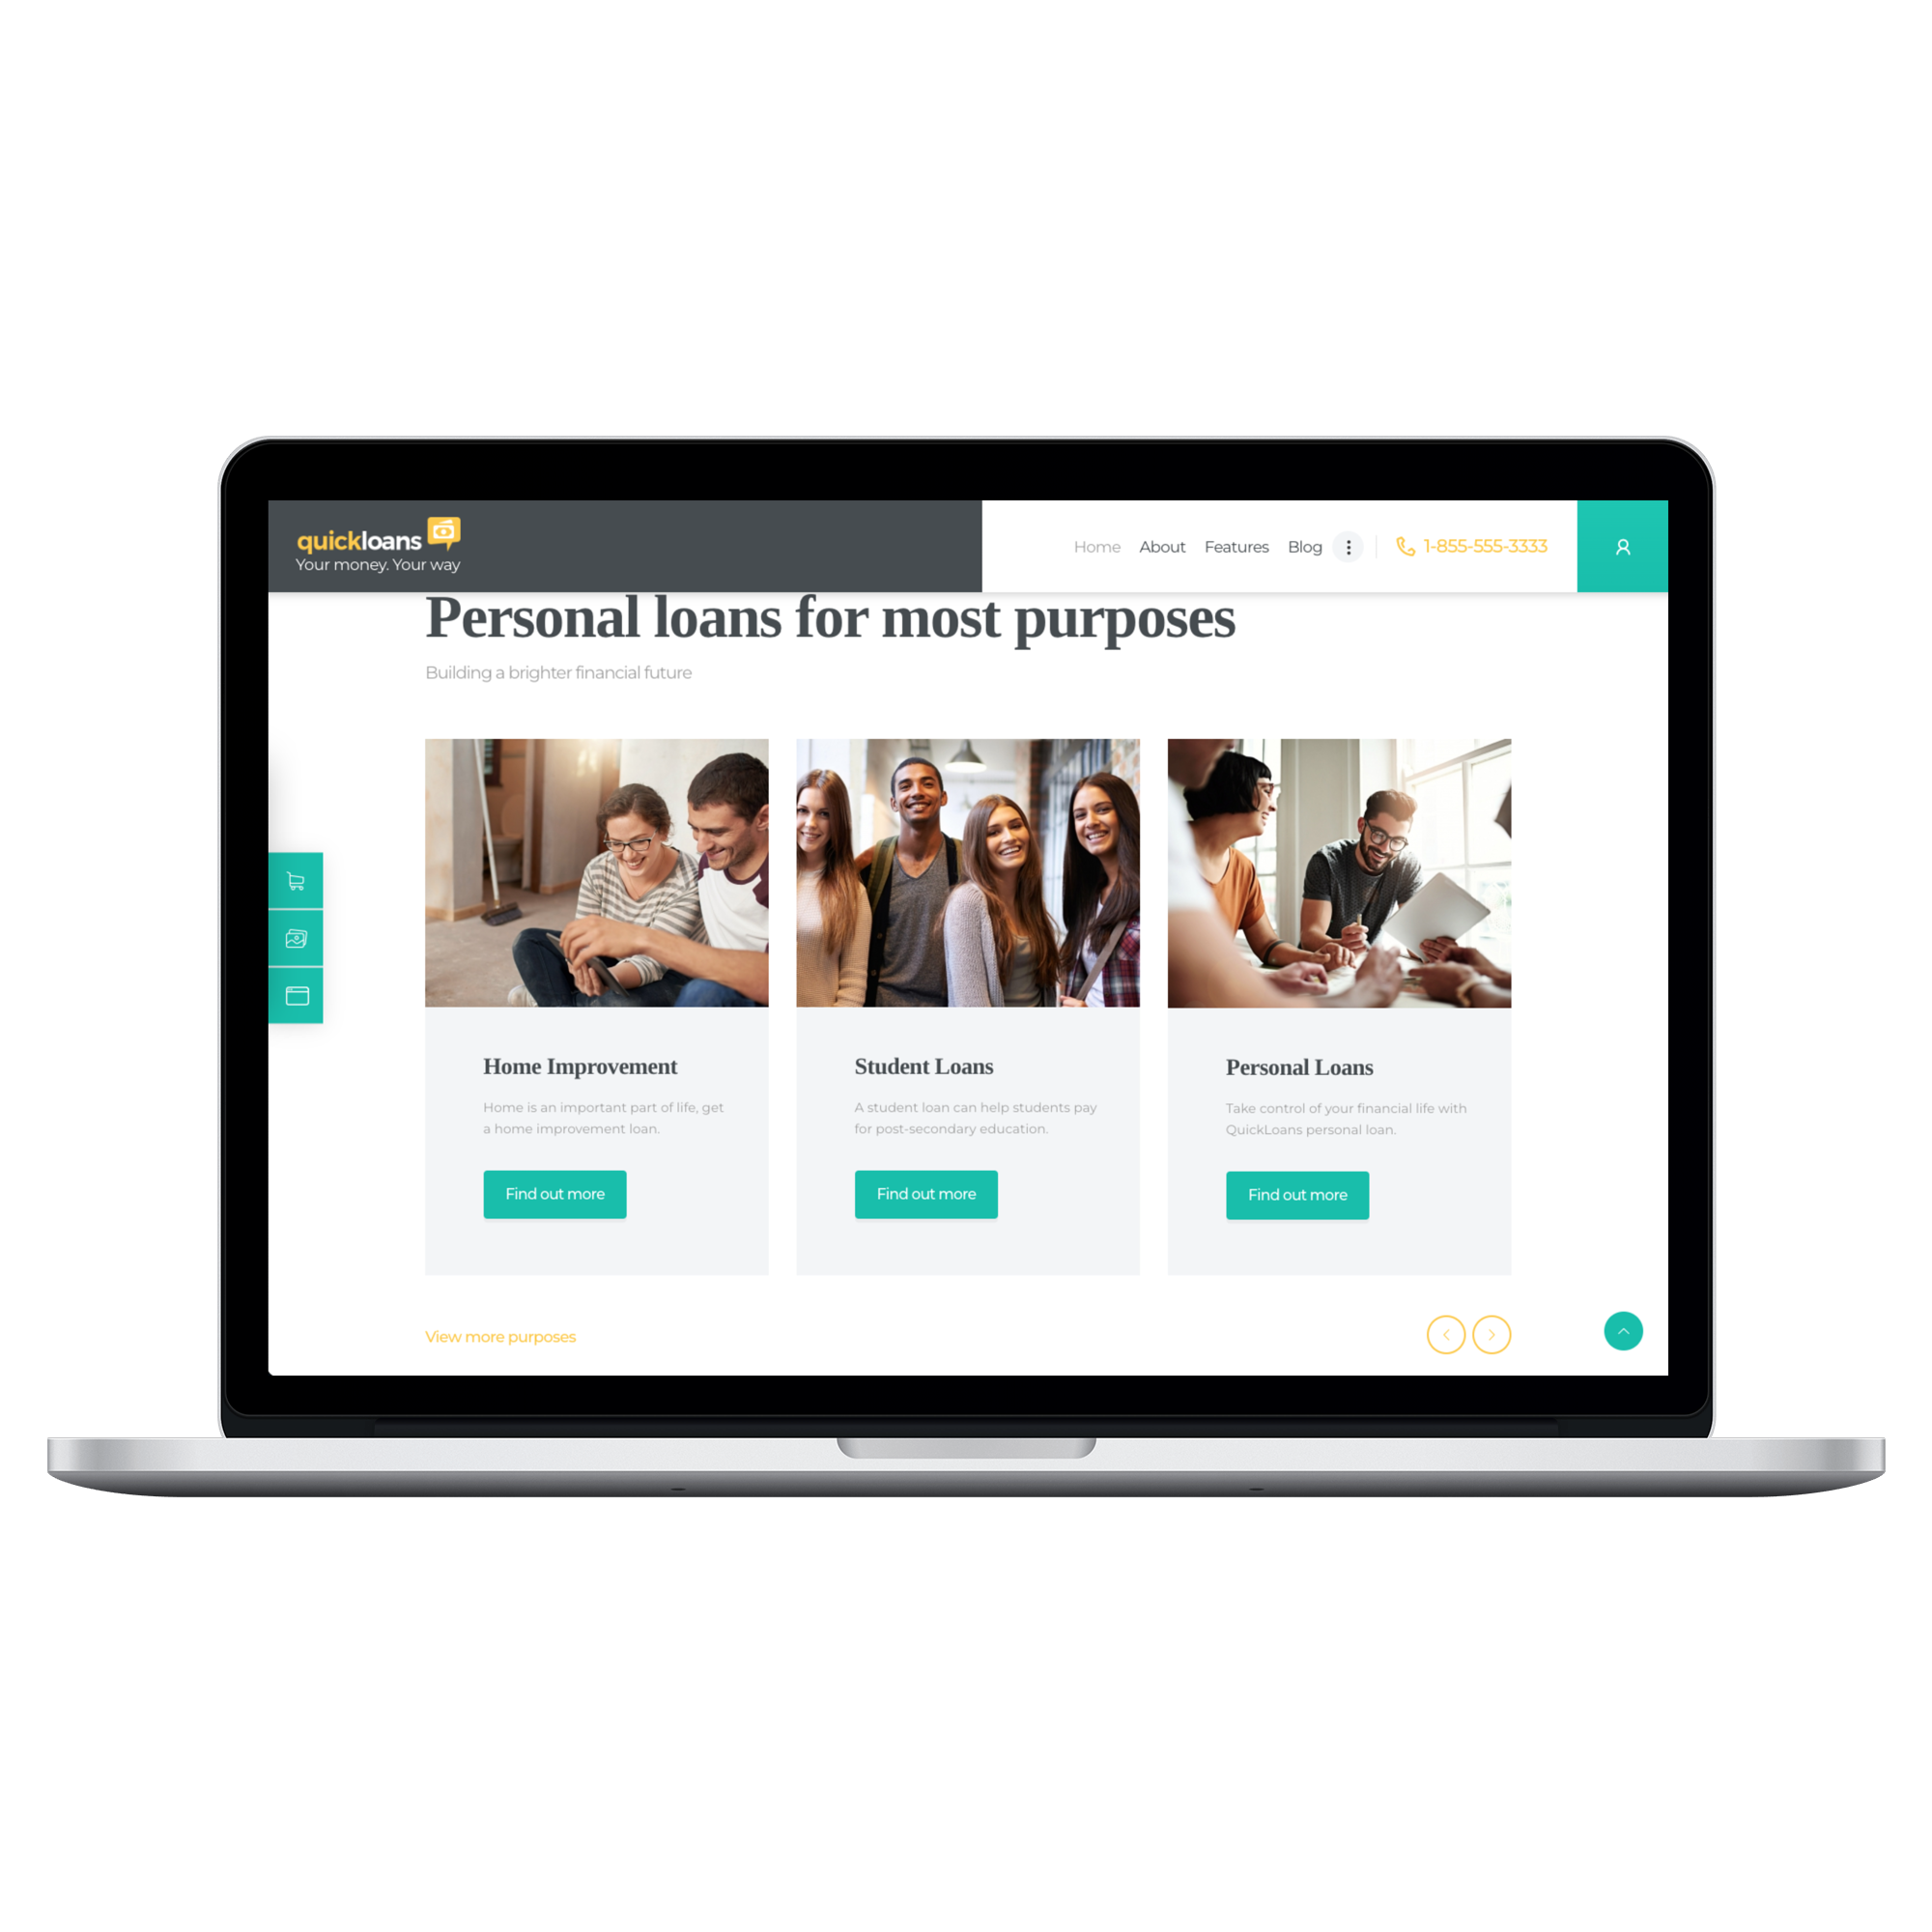 quickloans
Your money. Your way
Home About Features Blog 1-855-555-3333
Personal loans for most purposes
Building a brighter financial future
Home Improvement
Home is an important part of life, get
a home improvement loan.
Find out more
Student Loans
A student loan can help students pay
for post-secondary education.
Find out more
Personal Loans
Take control of your financial life with
QuickLoans personal loan.
Find out more
View more purposes